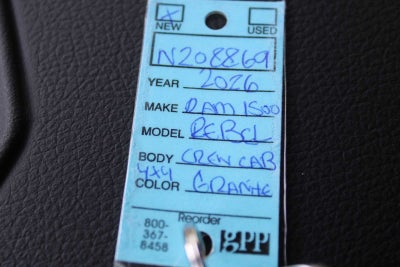 X
NEW USED
N208869
YEAR 2026
MAKE RAM 1500
MODEL REBEL
BODY CREW CAB
4X4
COLOR GRANITE
Reorder
800-
367-
8458
gpp